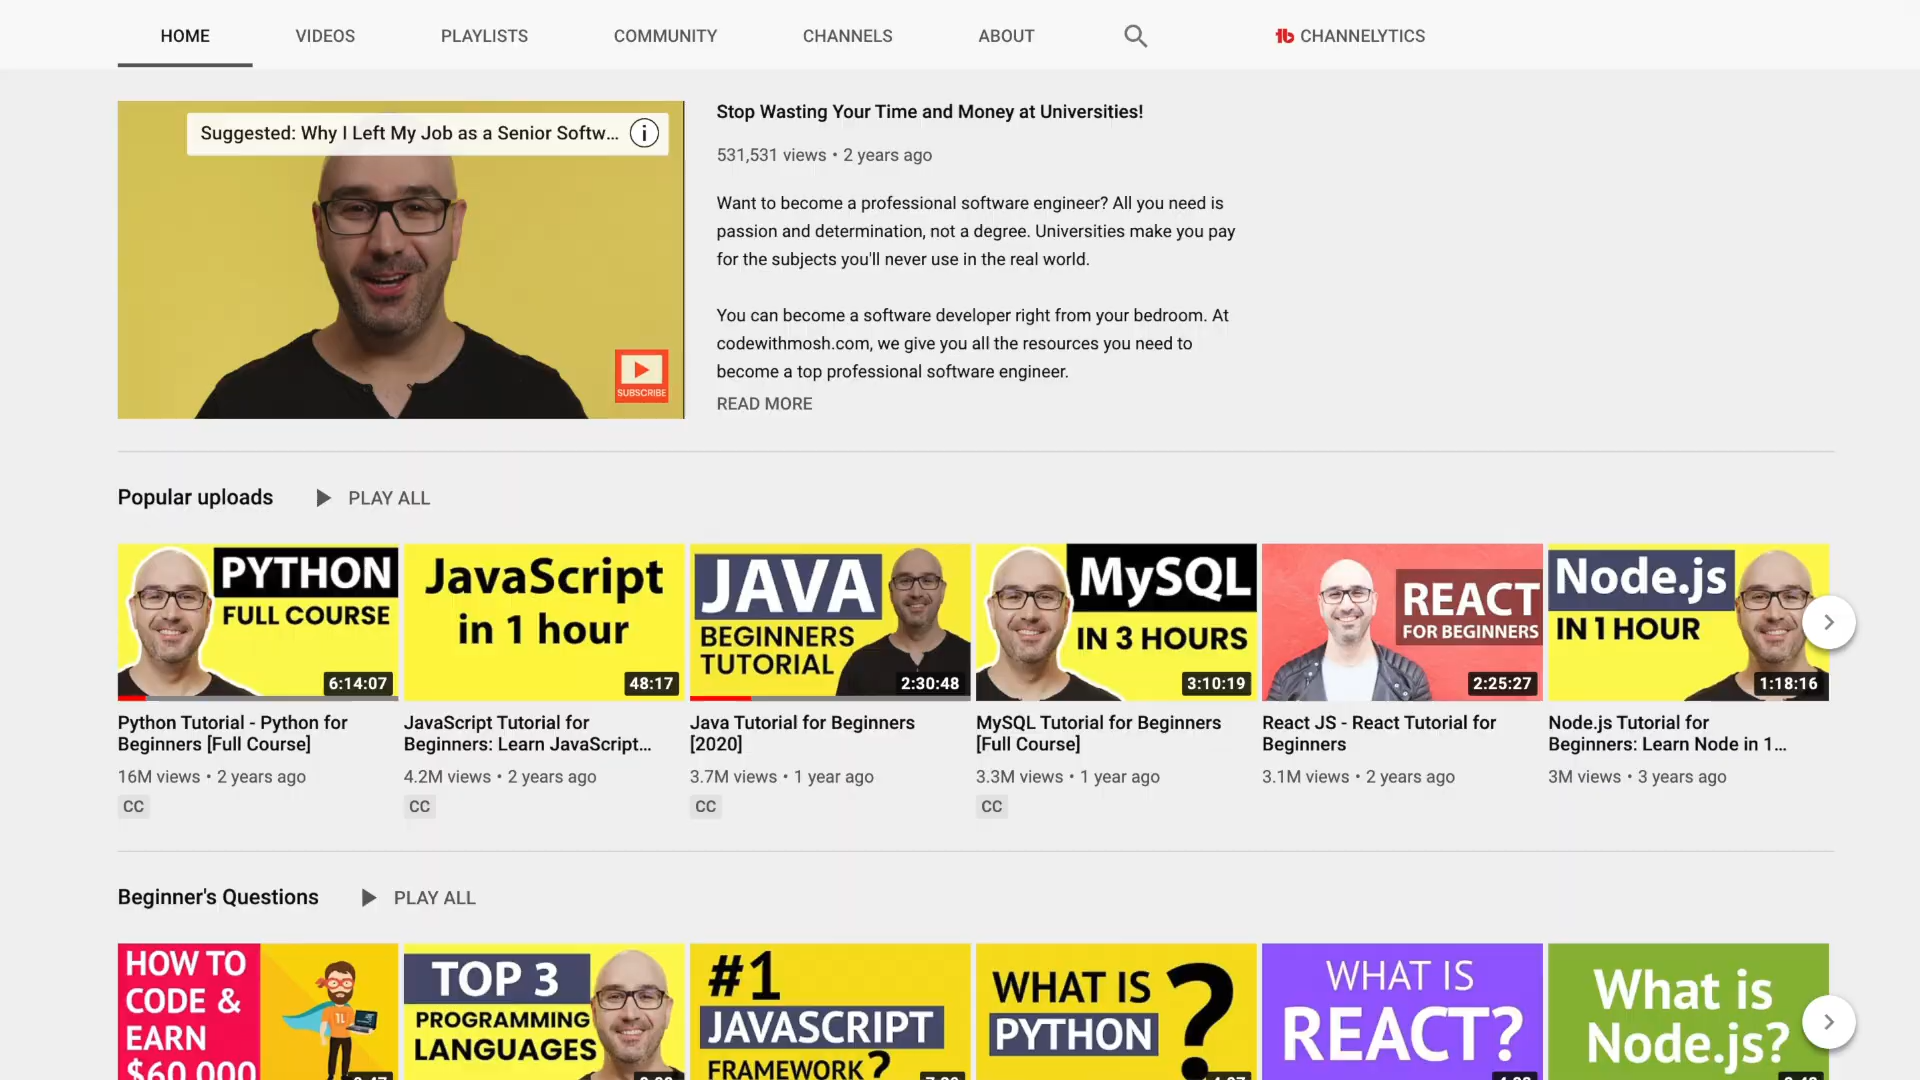 HOME
VIDEOS
PLAYLISTS
COMMUNITY
CHANNELS
ABOUT
CHANNELYTICS
Suggested: Why I Left My Job as a Senior Softw...
SUBSCRIBE
Stop Wasting Your Time and Money at Universities!
531,531 views • 2 years ago
Want to become a professional software engineer? All you need is
passion and determination, not a degree. Universities make you pay
for the subjects you'll never use in the real world.
You can become a software developer right from your bedroom. At
codewithmosh.com, we give you all the resources you need to
become a top professional software engineer.
READ MORE
Popular uploads
PLAY ALL
PYTHON
FULL COURSE
6:14:07
Python Tutorial - Python for
Beginners [Full Course]
16M views • 2 years ago
CC
JavaScript
in 1 hour
48:17
JavaScript Tutorial for
Beginners: Learn JavaScript...
4.2M views • 2 years ago
CC
JAVA
BEGINNERS
TUTORIAL
2:30:48
Java Tutorial for Beginners
[2020]
3.7M views • 1 year ago
CC
MySQL
IN 3 HOURS
3:10:19
MySQL Tutorial for Beginners
[Full Course]
3.3M views • 1 year ago
CC
REACT
FOR BEGINNERS
2:25:27
React JS - React Tutorial for
Beginners
3.1M views • 2 years ago
Node.js
IN 1 HOUR
1:18:16
Node.js Tutorial for
Beginners: Learn Node in 1...
3M views • 3 years ago
Beginner's Questions
PLAY ALL
HOW TO
CODE &
EARN
$60,000
TOP 3
PROGRAMMING
LANGUAGES
#1
JAVASCRIPT
FRAMEWORK?
WHAT IS
PYTHON
?
WHAT IS
REACT?
What is
Node.js?